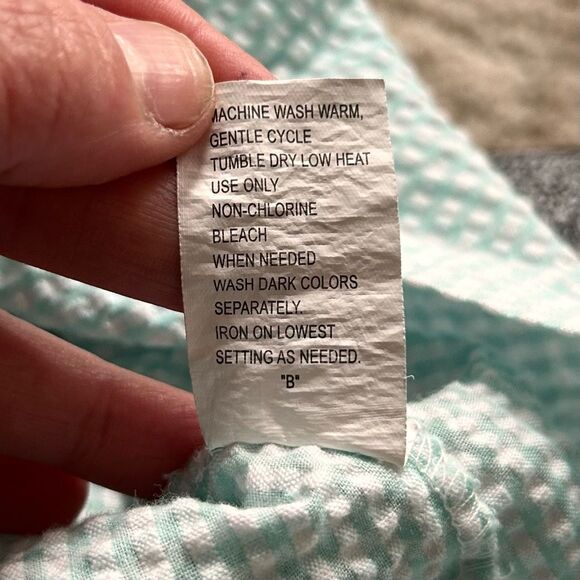 MACHINE WASH WARM,
GENTLE CYCLE
TUMBLE DRY LOW HEAT
USE ONLY
NON-CHLORINE
BLEACH
WHEN NEEDED
WASH DARK COLORS
SEPARATELY.
IRON ON LOWEST
SETTING AS NEEDED.
"B"